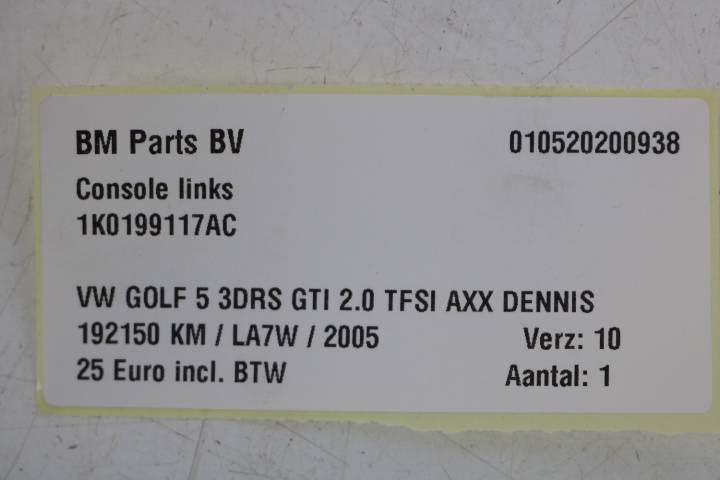 BM Parts BV 010520200938
Console links
1K0199117AC
VW GOLF 5 3DRS GTI 2.0 TFSI AXX DENNIS
192150 KM / LA7W / 2005 Verz: 10
25 Euro incl. BTW Aantal: 1